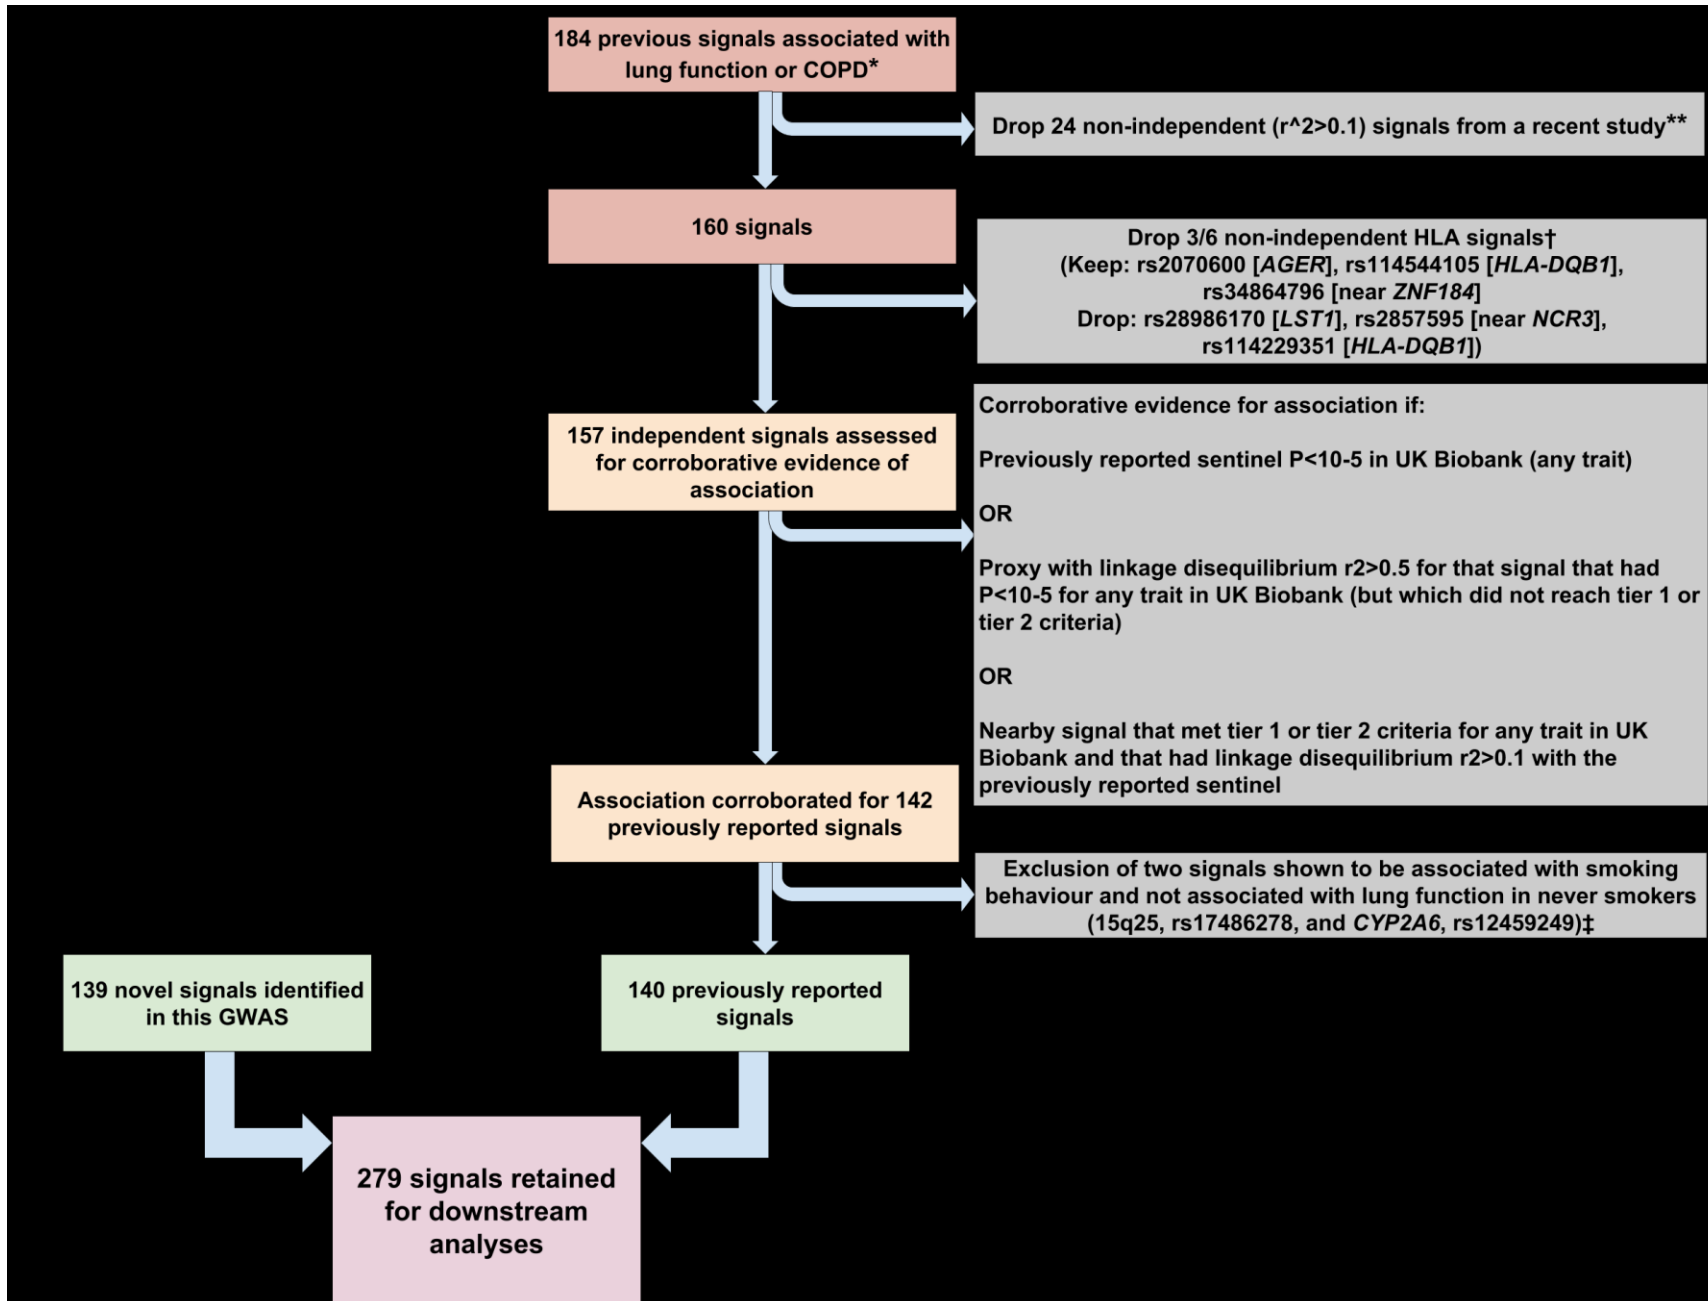 184 previous signals associated with
lung function or COPD*
Drop 24 non-independent (r^2>0.1) signals from a recent study**
160 signals
Drop 3/6 non-independent HLA signals†
(Keep: rs2070600 [AGER], rs114544105 [HLA-DQB1],
rs34864796 [near ZNF184]
Drop: rs28986170 [LST1], rs2857595 [near NCR3],
rs114229351 [HLA-DQB1])
157 independent signals assessed
for corroborative evidence of
association
Corroborative evidence for association if:
Previously reported sentinel P<10-5 in UK Biobank (any trait)
OR
Proxy with linkage disequilibrium r2>0.5 for that signal that had
P<10-5 for any trait in UK Biobank (but which did not reach tier 1 or
tier 2 criteria)
OR
Nearby signal that met tier 1 or tier 2 criteria for any trait in UK
Biobank and that had linkage disequilibrium r2>0.1 with the
previously reported sentinel
Association corroborated for 142
previously reported signals
Exclusion of two signals shown to be associated with smoking
behaviour and not associated with lung function in never smokers
(15q25, rs17486278, and CYP2A6, rs12459249)‡
139 novel signals identified
in this GWAS
140 previously reported
signals
279 signals retained
for downstream
analyses